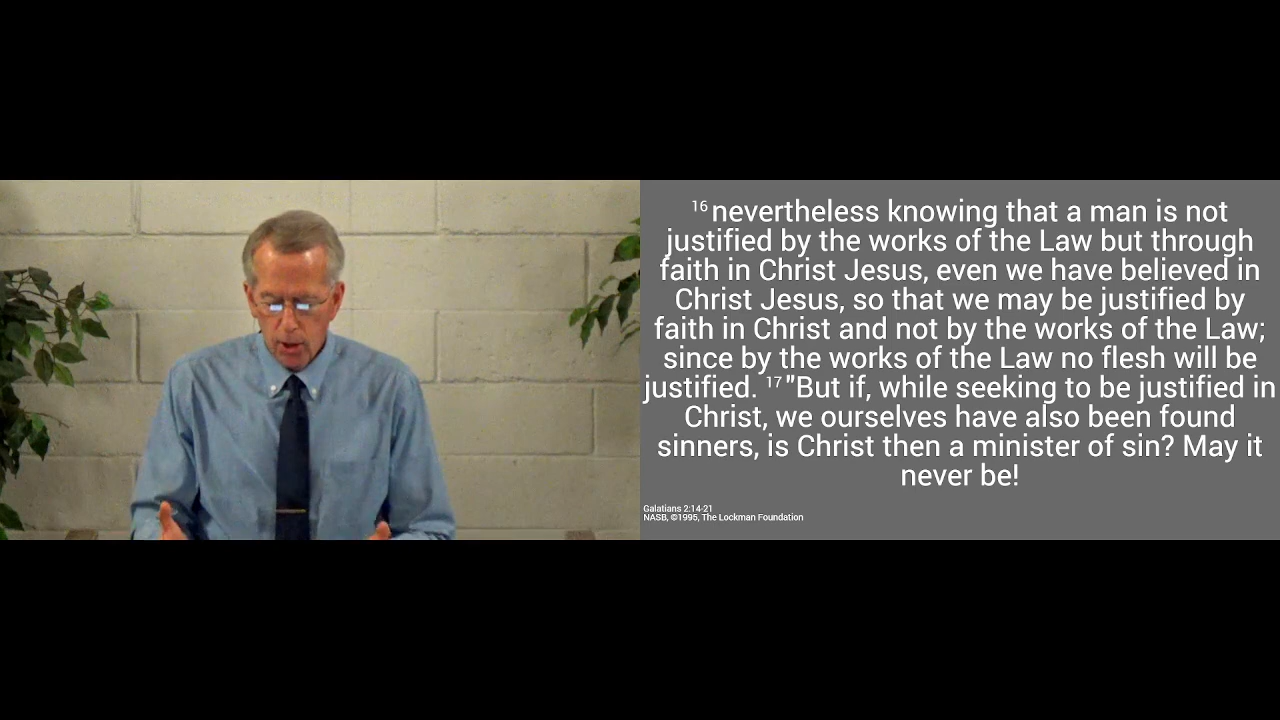 16 nevertheless knowing that a man is not
justified by the works of the Law but through
faith in Christ Jesus, even we have believed in
Christ Jesus, so that we may be justified by
faith in Christ and not by the works of the Law;
since by the works of the Law no flesh will be
justified. 17 "But if, while seeking to be justified in
Christ, we ourselves have also been found
sinners, is Christ then a minister of sin? May it
never be!
Galatians 2:14-21
NASB, ©1995, The Lockman Foundation